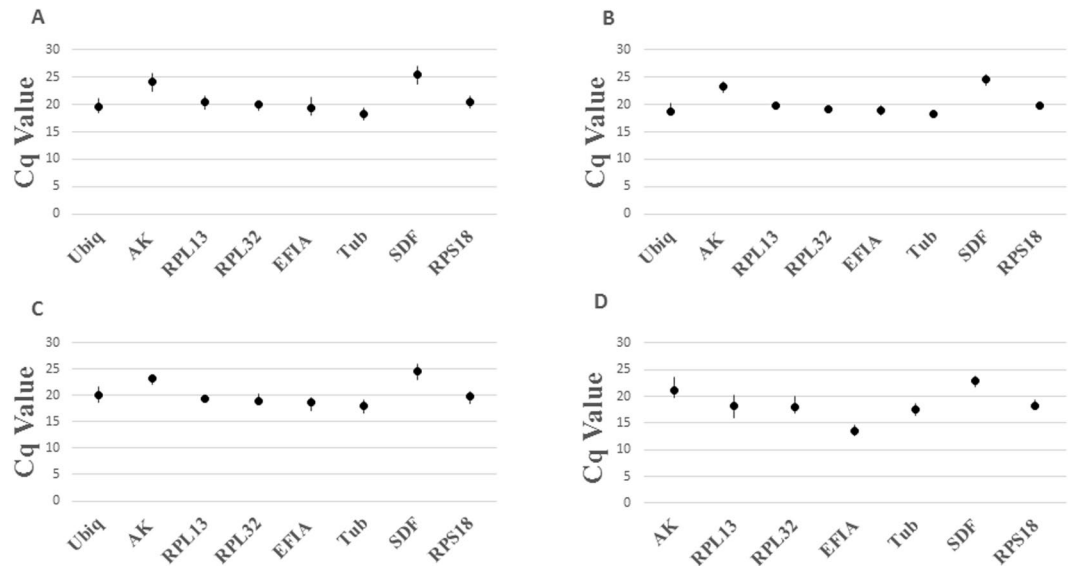 A
Cq Value
30
25
20
15
10
5
0
Ubiq
AK
RPL13
RPL32
EFIA
Tub
SDF
RPS18
B
Cq Value
30
25
20
15
10
5
0
Ubiq
AK
RPL13
RPL32
EFIA
Tub
SDF
RPS18
C
Cq Value
30
25
20
15
10
5
0
Ubiq
AK
RPL13
RPL32
EFIA
Tub
SDF
RPS18
D
Cq Value
30
25
20
15
10
5
0
AK
RPL13
RPL32
EFIA
Tub
SDF
RPS18